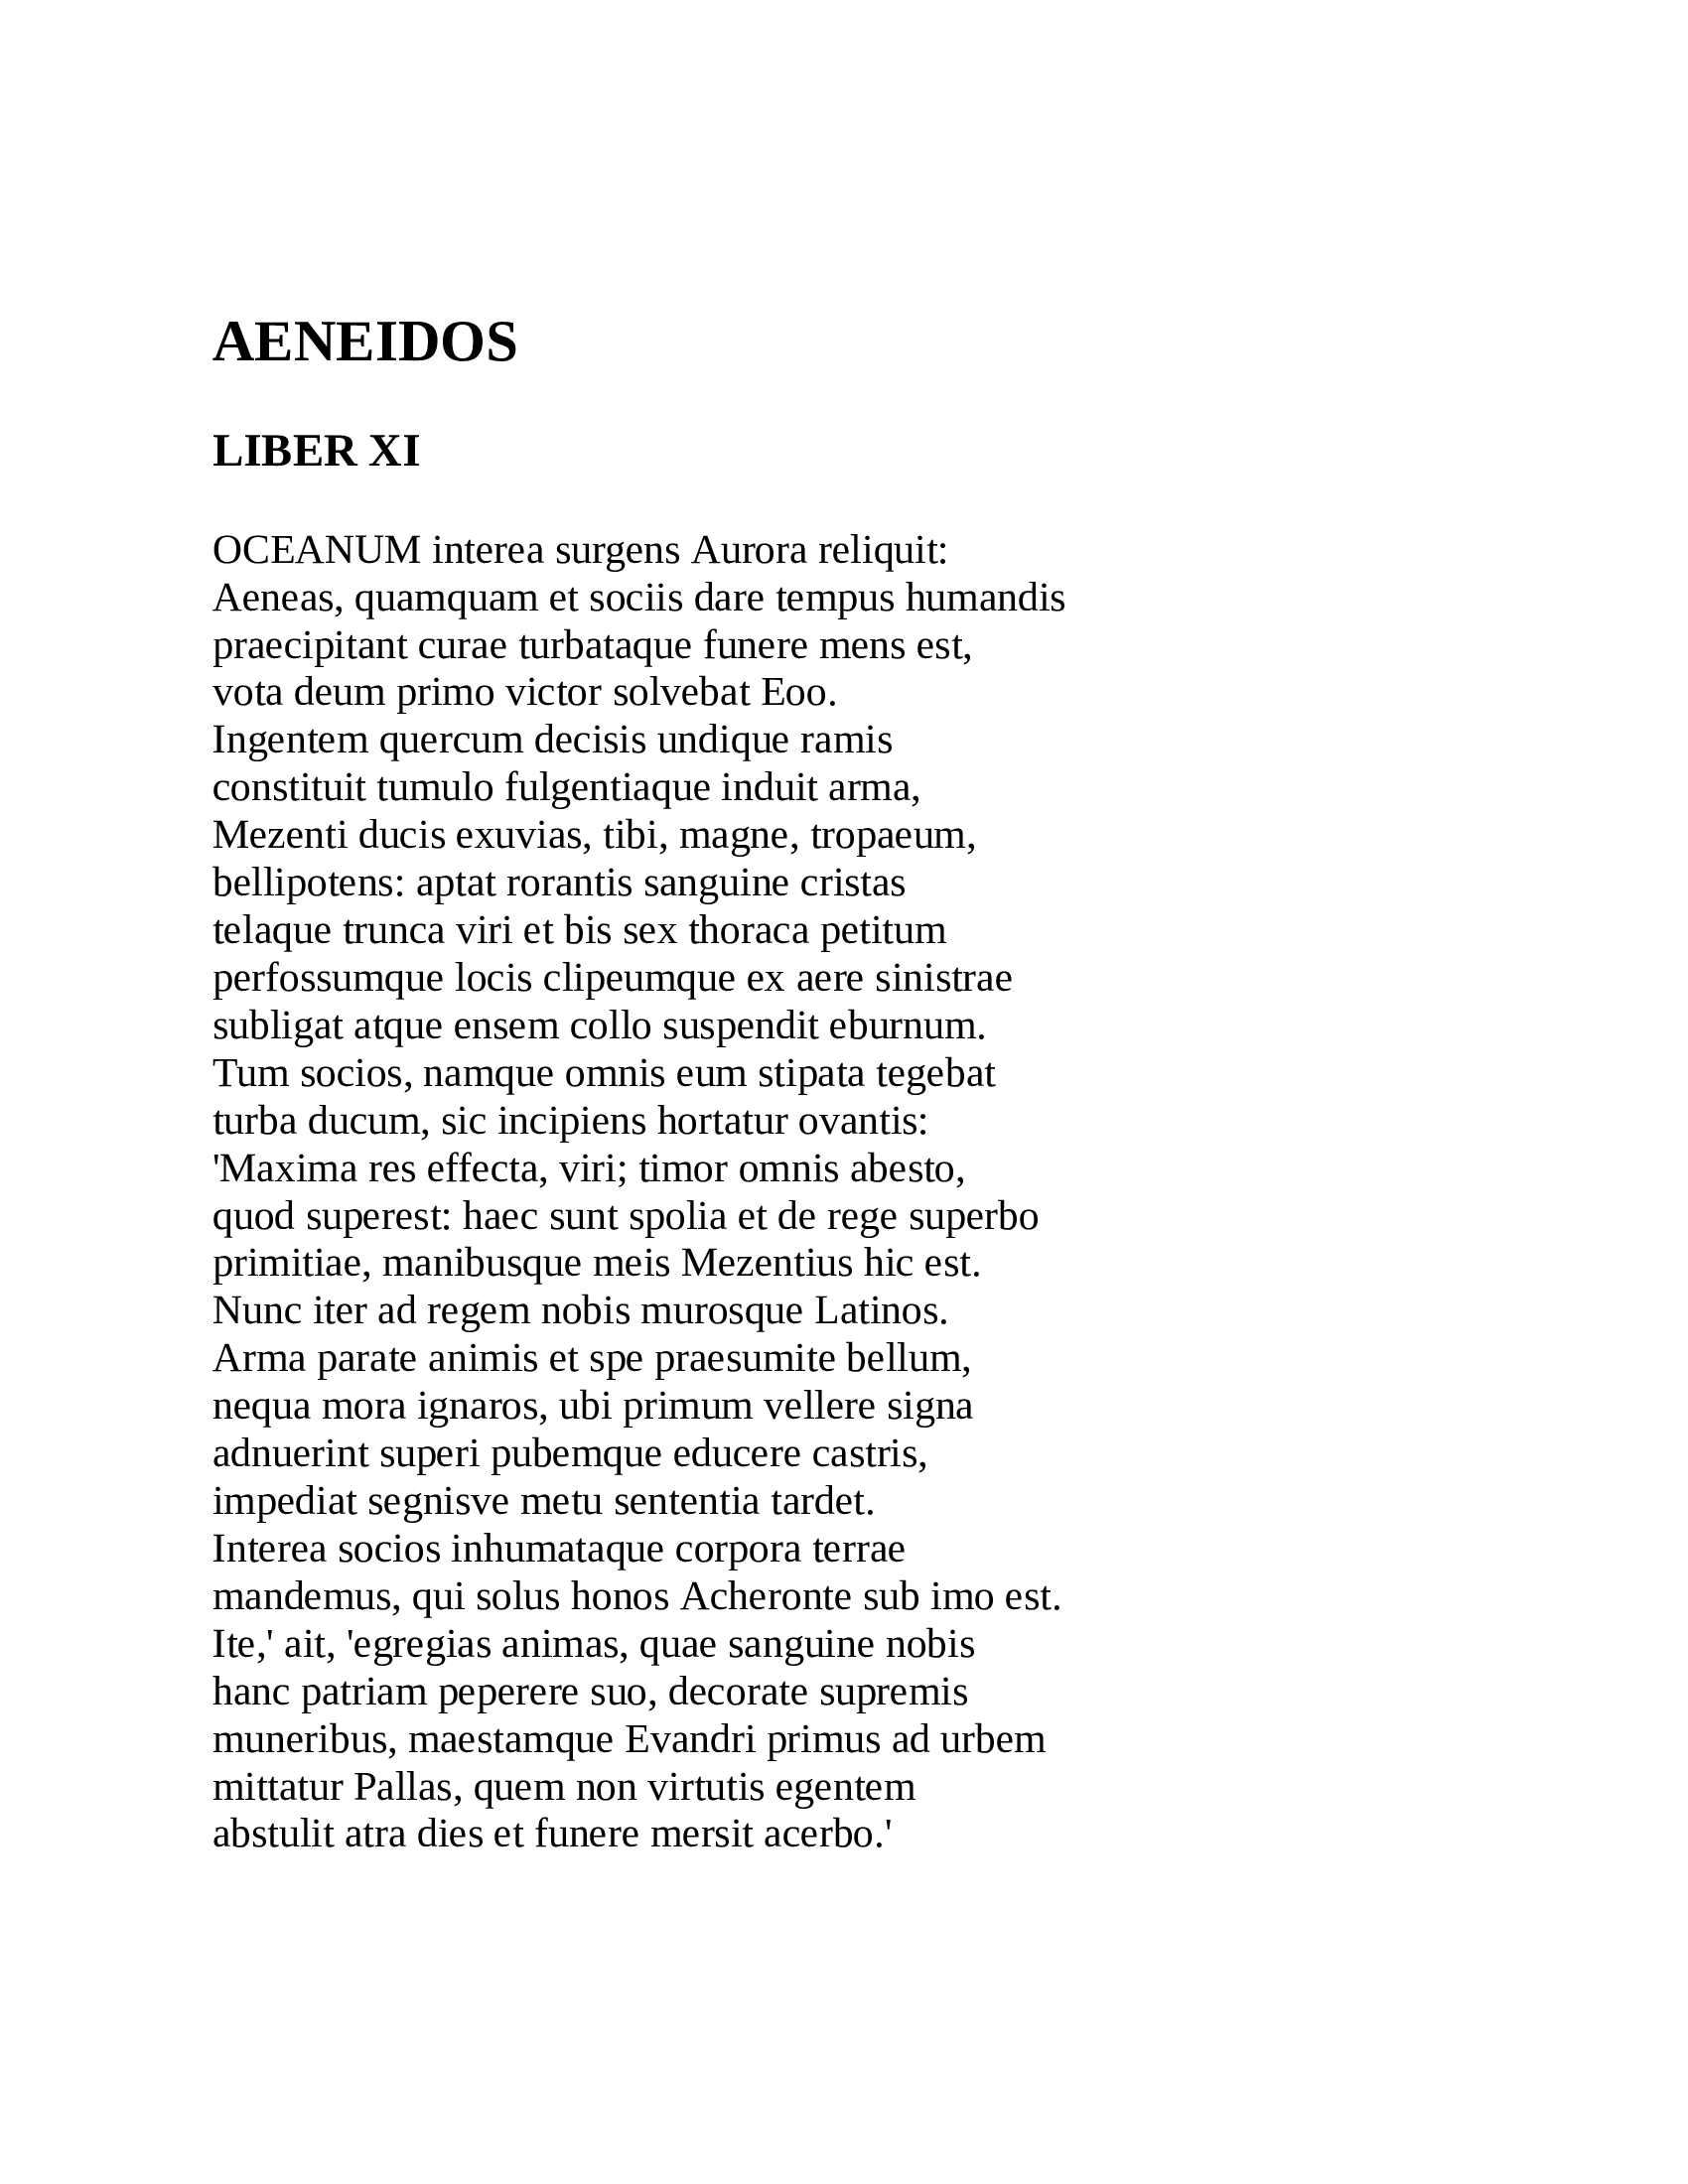 AENEIDOS
LIBER XI
OCEANUM interea surgens Aurora reliquit:
Aeneas, quamquam et sociis dare tempus humandis
praecipitant curae turbataque funere mens est,
vota deum primo victor solvebat Eoo.
Ingentem quercum decisis undique ramis
constituit tumulo fulgentiaque induit arma,
Mezenti ducis exuvias, tibi, magne, tropaeum,
bellipotens: aptat rorantis sanguine cristas
telaque trunca viri et bis sex thoraca petitum
perfossumque locis clipeumque ex aere sinistrae
subligat atque ensem collo suspendit eburnum.
Tum socios, namque omnis eum stipata tegebat
turba ducum, sic incipiens hortatur ovantis:
'Maxima res effecta, viri; timor omnis abesto,
quod superest: haec sunt spolia et de rege superbo
primitiae, manibusque meis Mezentius hic est.
Nunc iter ad regem nobis murosque Latinos.
Arma parate animis et spe praesumite bellum,
nequa mora ignaros, ubi primum vellere signa
adnuerint superi pubemque educere castris,
impediat segnisve metu sententia tardet.
Interea socios inhumataque corpora terrae
mandemus, qui solus honos Acheronte sub imo est.
Ite,' ait, 'egregias animas, quae sanguine nobis
hanc patriam peperere suo, decorate supremis
muneribus, maestamque Evandri primus ad urbem
mittatur Pallas, quem non virtutis egentem
abstulit atra dies et funere mersit acerbo.'